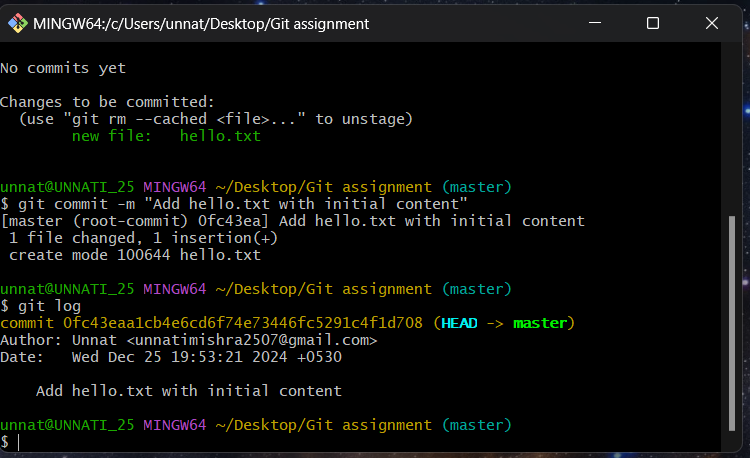 MINGW64:/c/Users/unnat/Desktop/Git assignment
No commits yet
Changes to be committed:
  (use "git rm --cached <file>..." to unstage)
        new file:   hello.txt
unnat@UNNATI_25 MINGW64 ~/Desktop/Git assignment (master)
$ git commit -m "Add hello.txt with initial content"
[master (root-commit) 0fc43ea] Add hello.txt with initial content
 1 file changed, 1 insertion(+)
 create mode 100644 hello.txt
unnat@UNNATI_25 MINGW64 ~/Desktop/Git assignment (master)
$ git log
commit 0fc43eaa1cb4e6cd6f74e73446fc5291c4f1d708 (HEAD -> master)
Author: Unnat <unnatimishra2507@gmail.com>
Date:   Wed Dec 25 19:53:21 2024 +0530
    Add hello.txt with initial content
unnat@UNNATI_25 MINGW64 ~/Desktop/Git assignment (master)
$